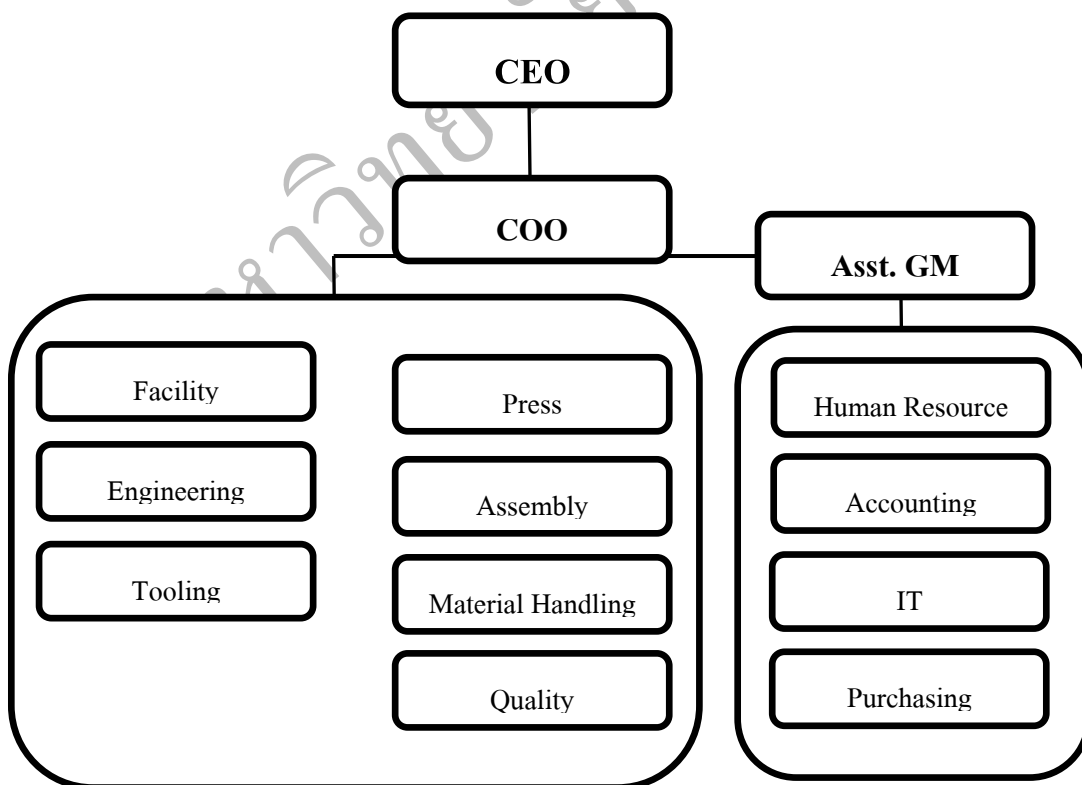 CEO
COO
Asst. GM
Facility
Engineering
Tooling
Press
Assembly
Material Handling
Quality
Human Resource
Accounting
IT
Purchasing